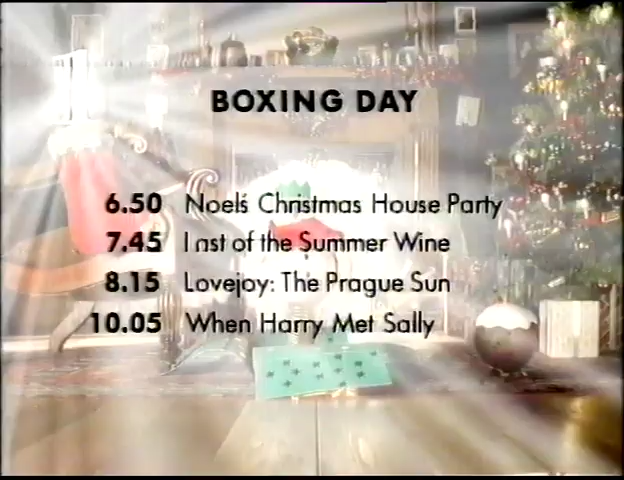 BOXING DAY
6.50 Noel's Christmas House Party
7.45 Last of the Summer Wine
8.15 Lovejoy: The Prague Sun
10.05 When Harry Met Sally